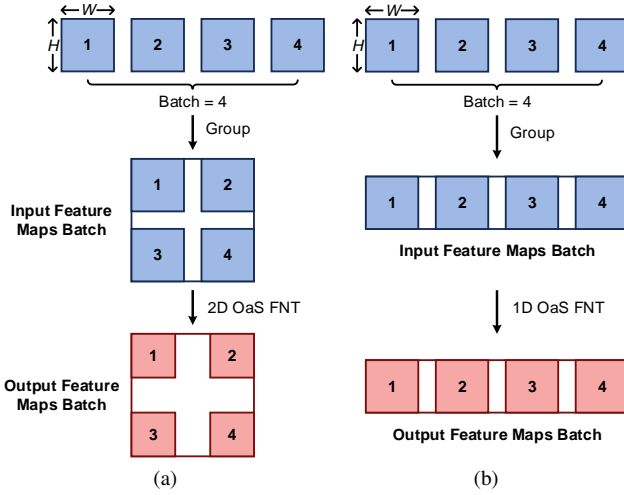 W
H
1 2 3 4
Batch = 4
Group
1 2
3 4
Input Feature
Maps Batch
2D OaS FNT
1 2
3 4
Output Feature
Maps Batch
(a)
W
H
1 2 3 4
Batch = 4
Group
1 2 3 4
Input Feature Maps Batch
1D OaS FNT
1 2 3 4
Output Feature Maps Batch
(b)